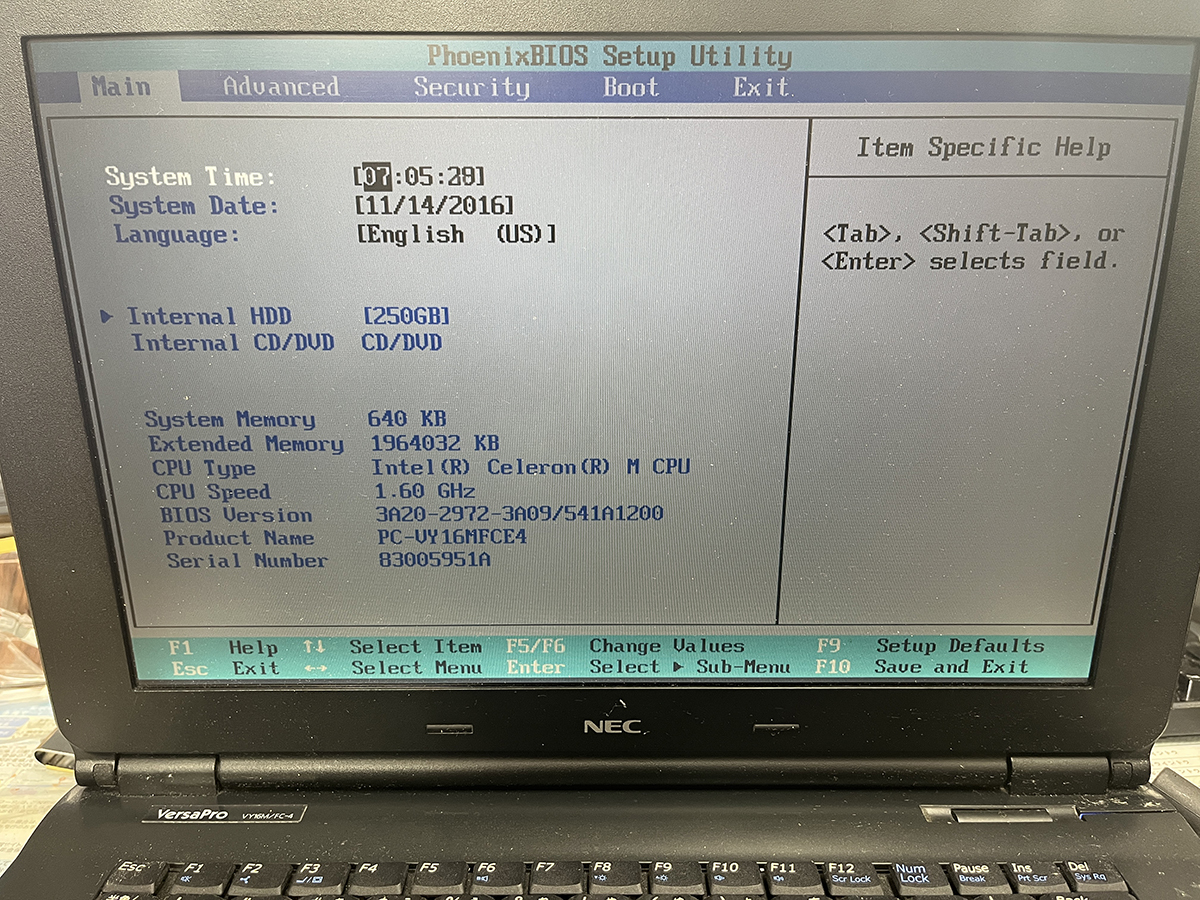 PhoenixBIOS Setup Utility
Main Advanced Security Boot Exit
Item Specific Help
System Time: [07:05:28]
System Date: [11/14/2016]
Language: [English (US)]
<Tab>, <Shift-Tab>, or
<Enter> selects field.
Internal HDD [250GB]
Internal CD/DVD CD/DVD
System Memory 640 KB
Extended Memory 1964032 KB
CPU Type Intel(R) Celeron(R) M CPU
CPU Speed 1.60 GHz
BIOS Version 3A20-2972-3A09/541A1200
Product Name PC-VY16MFCE4
Serial Number 83005951A
F1 Help ↑↓ Select Item F5/F6 Change Values F9 Setup Defaults
Esc Exit ↔ Select Menu Enter Select ▶ Sub-Menu F10 Save and Exit
NEC
VersaPro VY16M/FC-4
Esc F1 F2 F3 F4 F5 F6 F7 F8 F9 F10 F11 F12 Num Lock Pause Ins Del
Scr Lock Break Prt Scr Sys Rq
Back